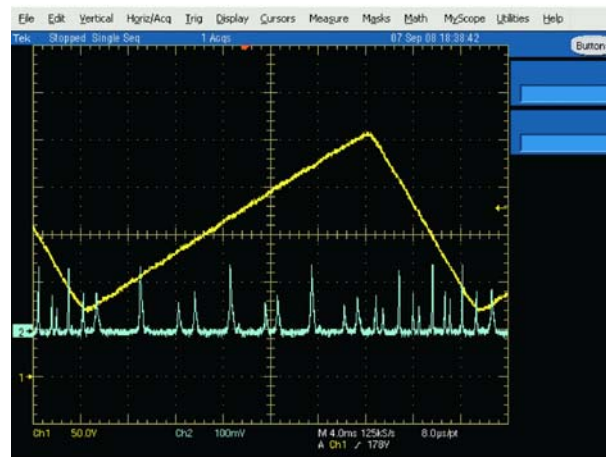 File Edit Vertical Horiz/Acq Trig Display Cursors Measure Masks Math MyScope Utilities Help
Tek Stopped Single Seq 1 Acqs 07 Sep 08 18:38:42 Button
2
1
Ch1 50.0V Ch2 100mV M 4.0ms 125kS/s 8.0µs/pt
A Ch1 ∕ 178V